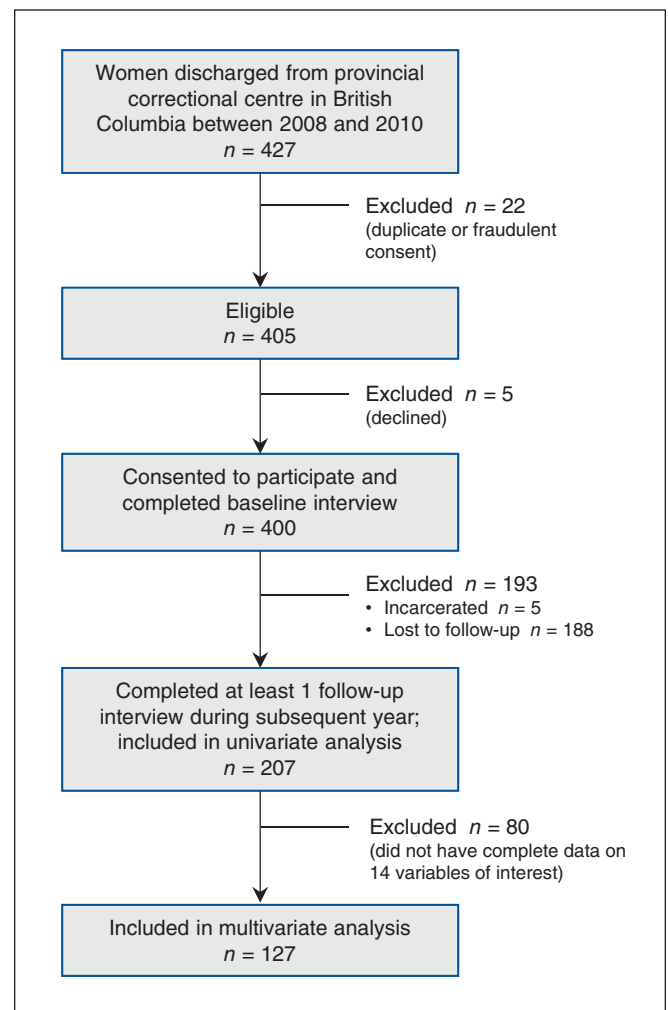 Women discharged from provincial
correctional centre in British
Columbia between 2008 and 2010
n = 427
Excluded n = 22
(duplicate or fraudulent
consent)
Eligible
n = 405
Excluded n = 5
(declined)
Consented to participate and
completed baseline interview
n = 400
Excluded n = 193
• Incarcerated n = 5
• Lost to follow-up n = 188
Completed at least 1 follow-up
interview during subsequent year;
included in univariate analysis
n = 207
Excluded n = 80
(did not have complete data on
14 variables of interest)
Included in multivariate analysis
n = 127